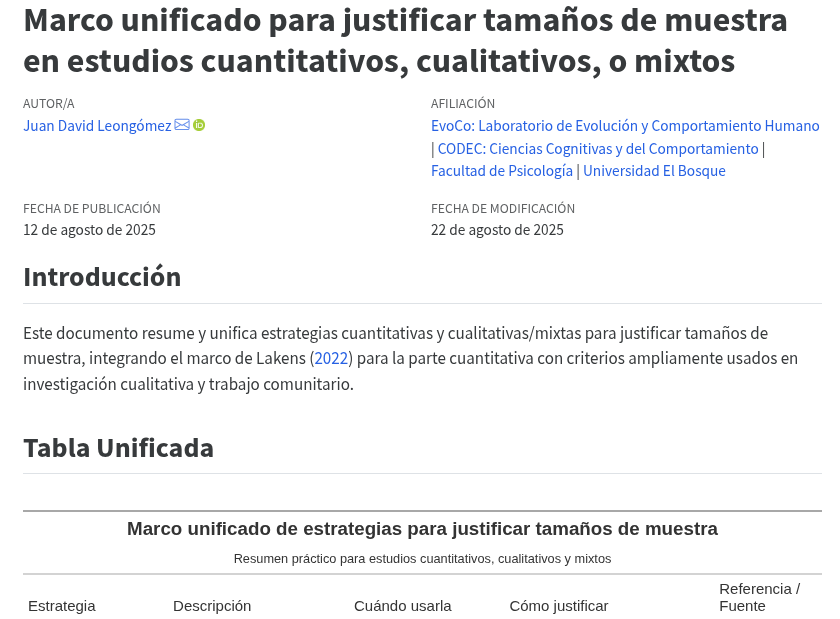 Marco unificado para justificar tamaños de muestra
en estudios cuantitativos, cualitativos, o mixtos
AUTOR/A
Juan David Leongómez
AFILIACIÓN
EvoCo: Laboratorio de Evolución y Comportamiento Humano
| CODEC: Ciencias Cognitivas y del Comportamiento |
Facultad de Psicología | Universidad El Bosque
FECHA DE PUBLICACIÓN
12 de agosto de 2025
FECHA DE MODIFICACIÓN
22 de agosto de 2025
Introducción
Este documento resume y unifica estrategias cuantitativas y cualitativas/mixtas para justificar tamaños de
muestra, integrando el marco de Lakens (2022) para la parte cuantitativa con criterios ampliamente usados en
investigación cualitativa y trabajo comunitario.
Tabla Unificada
Marco unificado de estrategias para justificar tamaños de muestra
Resumen práctico para estudios cuantitativos, cualitativos y mixtos
Estrategia
Descripción
Cuándo usarla
Cómo justificar
Referencia /
Fuente